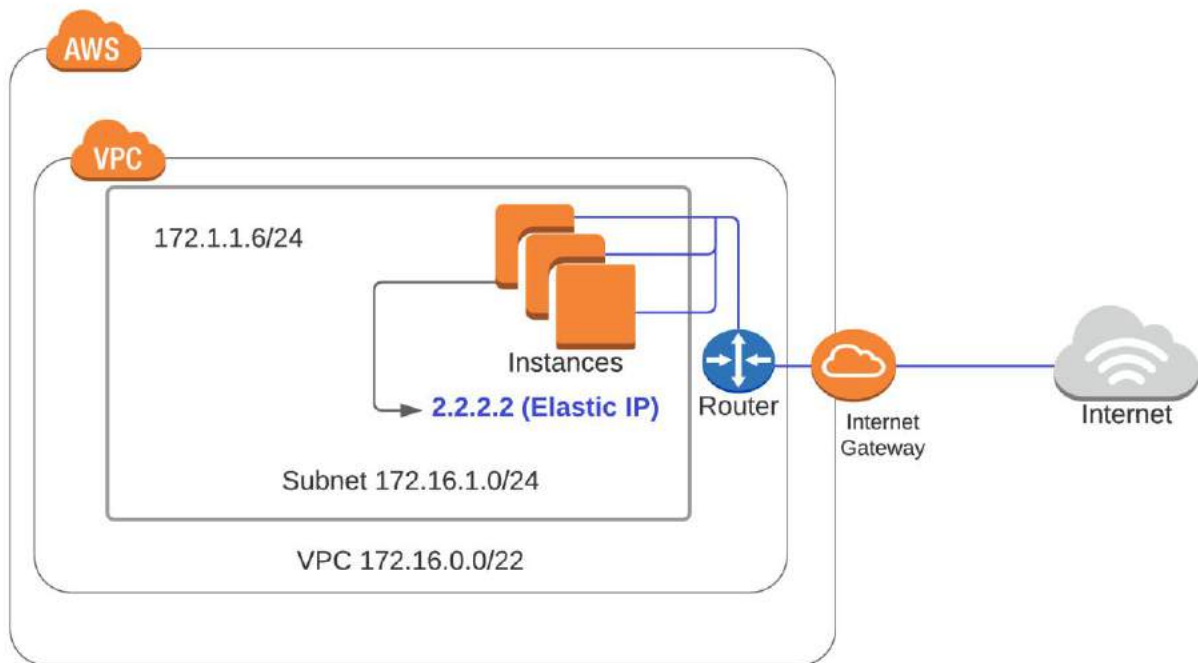 AWS
VPC
172.1.1.6/24
Instances
2.2.2.2 (Elastic IP)
Router
Internet
Gateway
Internet
Subnet 172.16.1.0/24
VPC 172.16.0.0/22